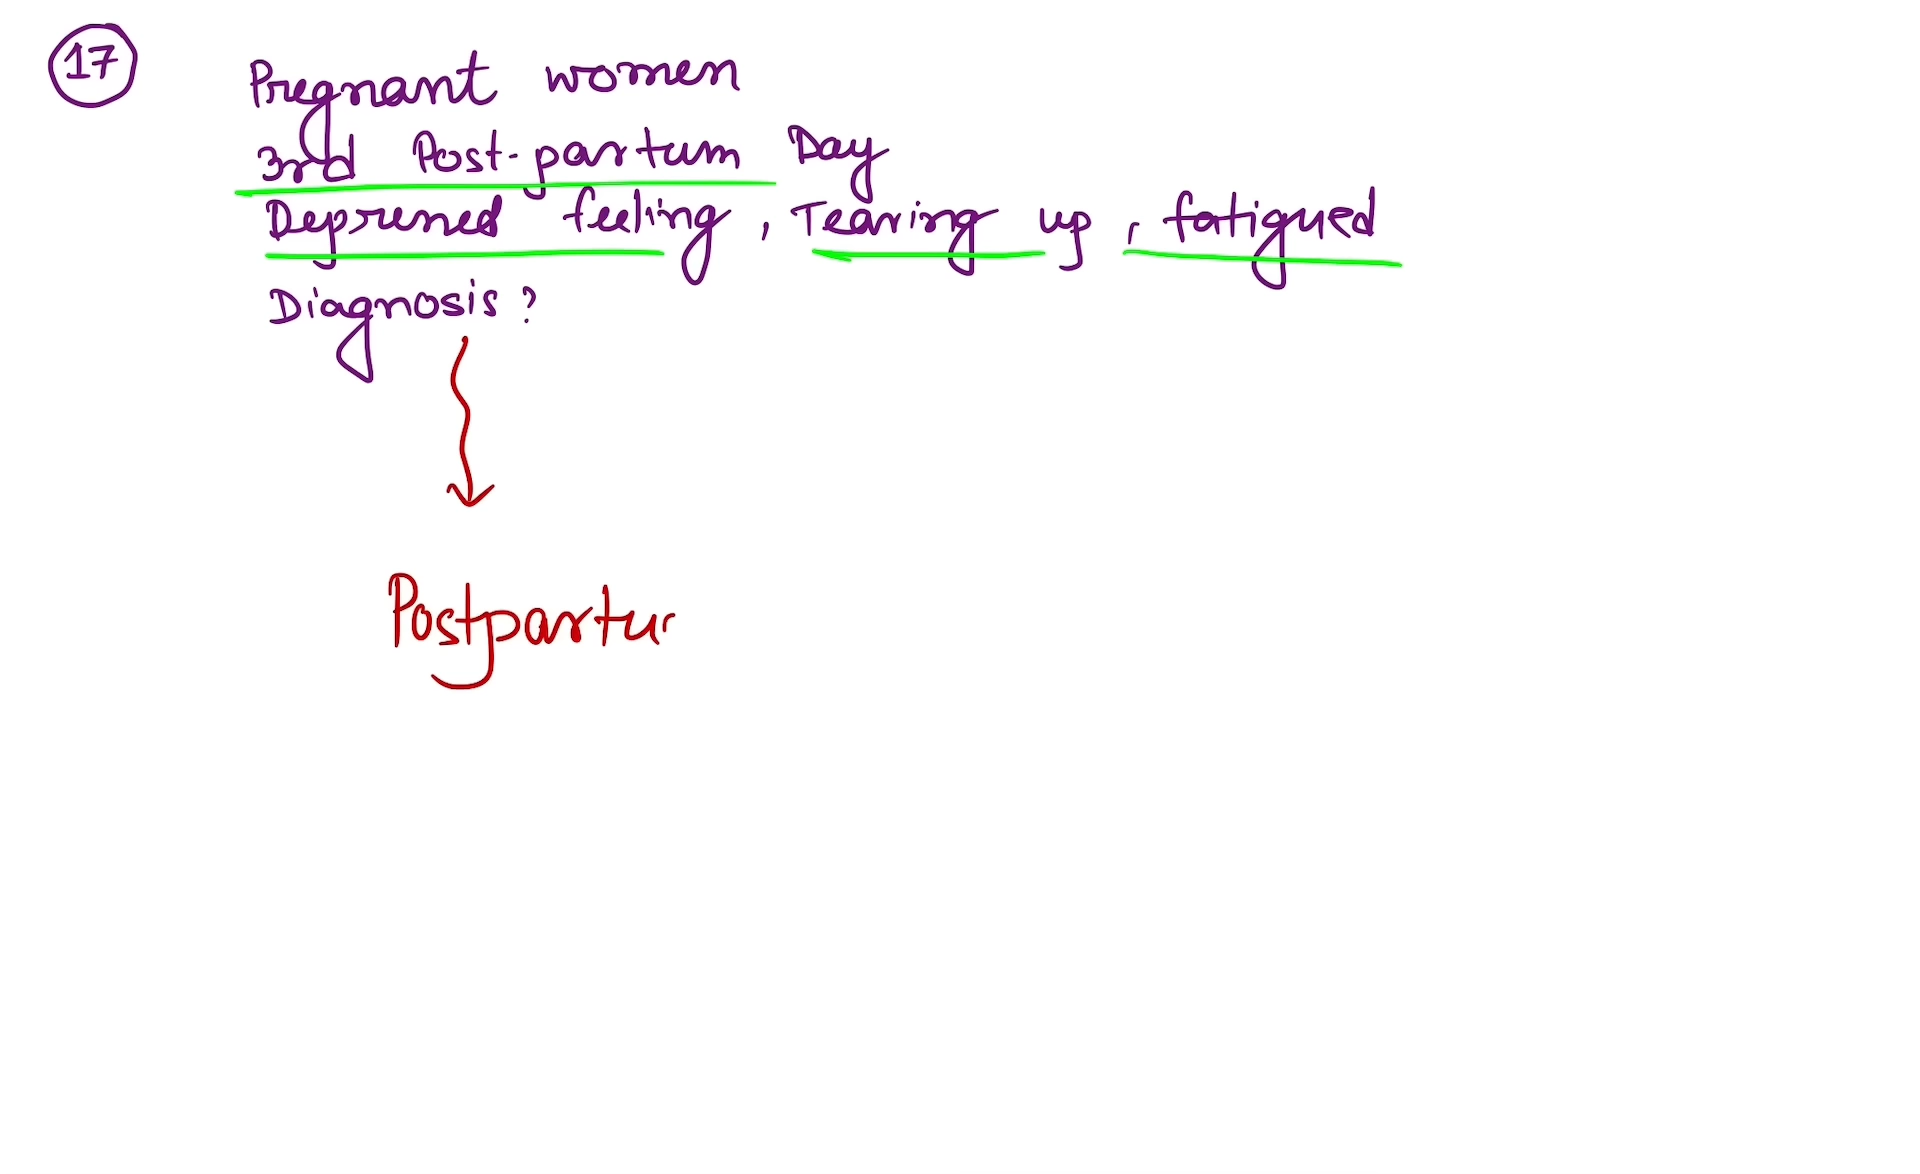 17
Pregnant women
3rd Post-partum Day
Depressed feeling, Tearing up, fatigued
Diagnosis?
Postpartu